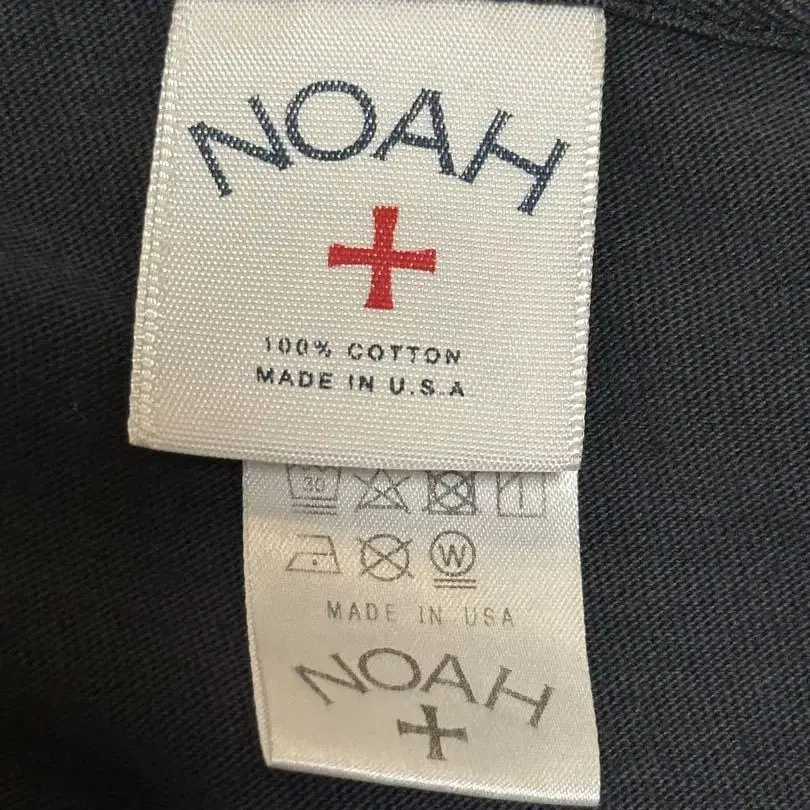 NOAH
100% COTTON
MADE IN U.S.A
30
W
MADE IN USA
NOAH